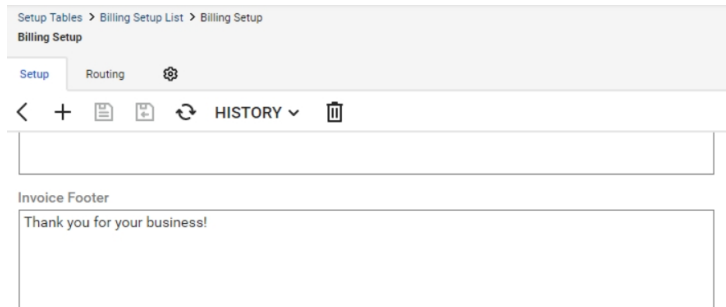 Setup Tables > Billing Setup List > Billing Setup
Billing Setup
Setup Routing
HISTORY
Invoice Footer
Thank you for your business!